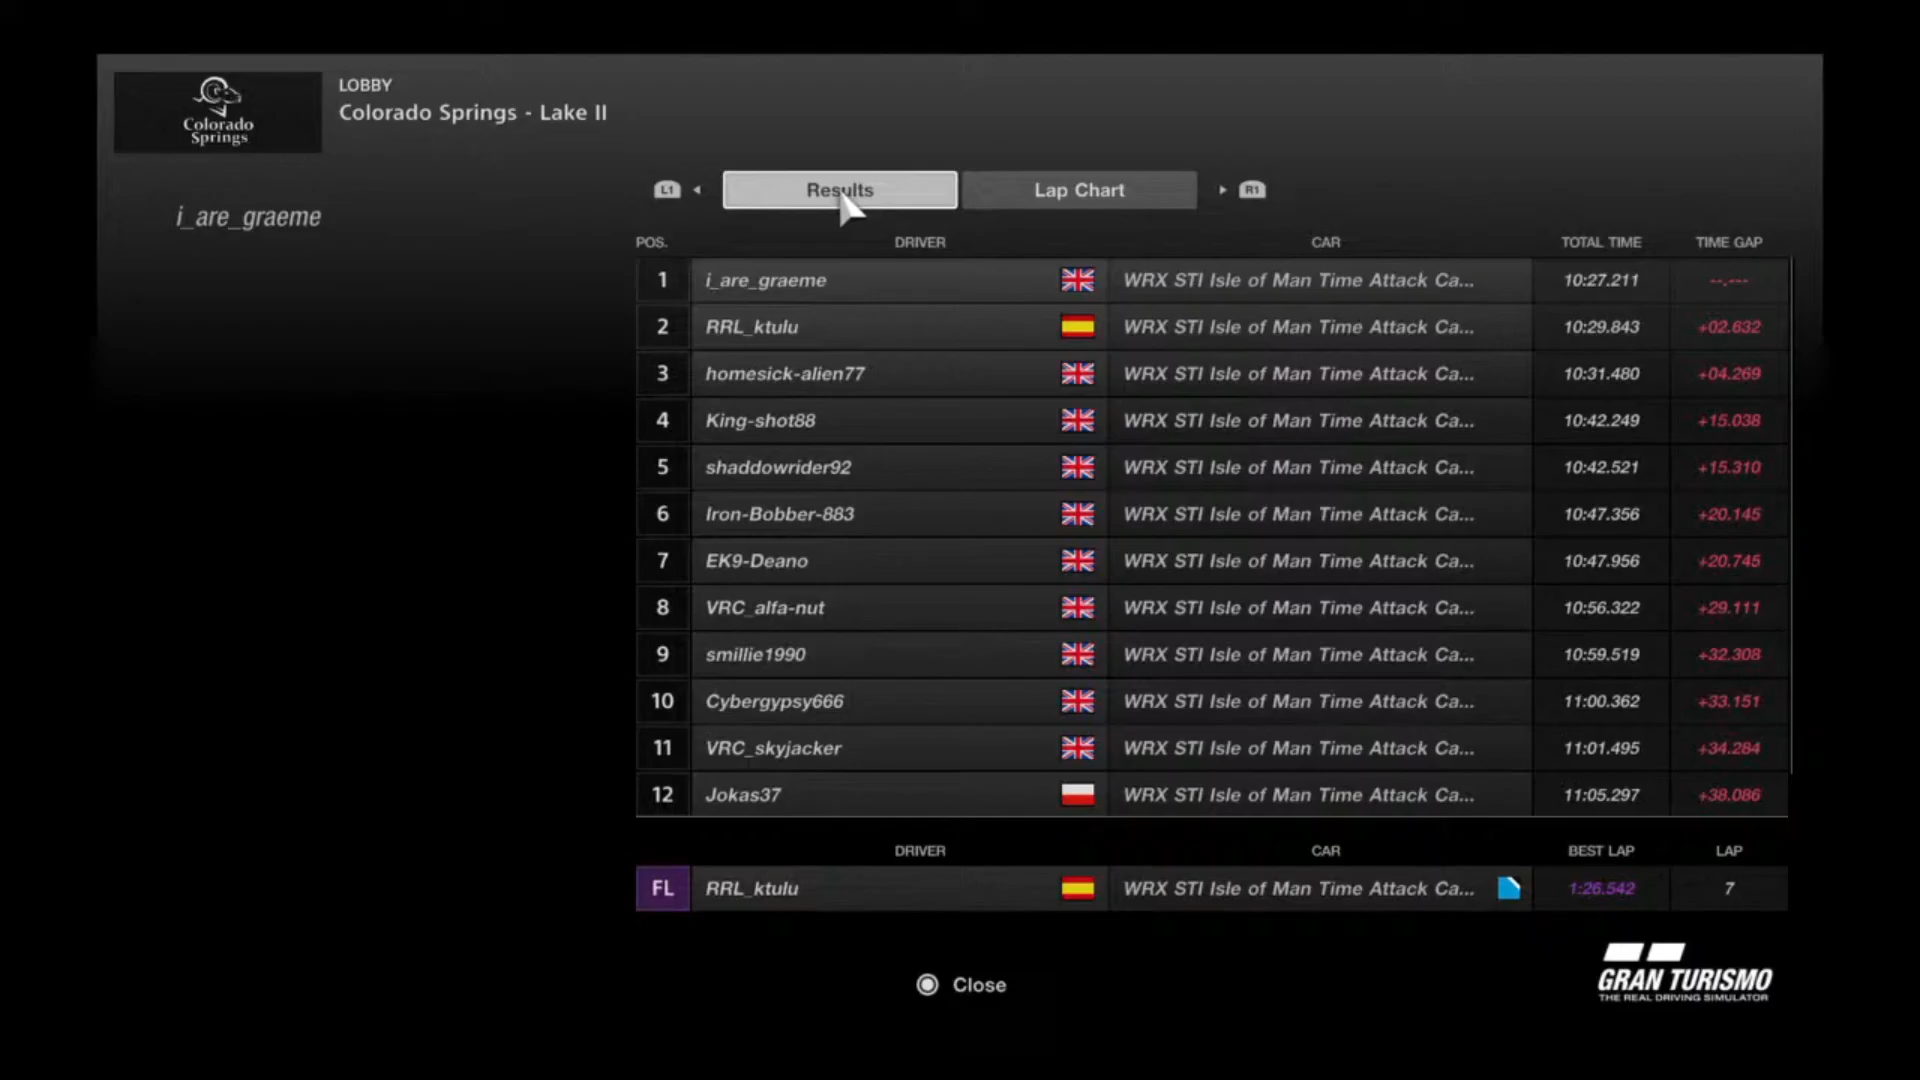 Colorado
Springs
LOBBY
Colorado Springs - Lake II
i_are_graeme
L1 Results Lap Chart R1
POS. DRIVER CAR TOTAL TIME TIME GAP
1 i_are_graeme WRX STI Isle of Man Time Attack Ca... 10:27.211 --.---
2 RRL_ktulu WRX STI Isle of Man Time Attack Ca... 10:29.843 +02.632
3 homesick-alien77 WRX STI Isle of Man Time Attack Ca... 10:31.480 +04.269
4 King-shot88 WRX STI Isle of Man Time Attack Ca... 10:42.249 +15.038
5 shaddowrider92 WRX STI Isle of Man Time Attack Ca... 10:42.521 +15.310
6 Iron-Bobber-883 WRX STI Isle of Man Time Attack Ca... 10:47.356 +20.145
7 EK9-Deano WRX STI Isle of Man Time Attack Ca... 10:47.956 +20.745
8 VRC_alfa-nut WRX STI Isle of Man Time Attack Ca... 10:56.322 +29.111
9 smillie1990 WRX STI Isle of Man Time Attack Ca... 10:59.519 +32.308
10 Cybergypsy666 WRX STI Isle of Man Time Attack Ca... 11:00.362 +33.151
11 VRC_skyjacker WRX STI Isle of Man Time Attack Ca... 11:01.495 +34.284
12 Jokas37 WRX STI Isle of Man Time Attack Ca... 11:05.297 +38.086
DRIVER CAR BEST LAP LAP
FL RRL_ktulu WRX STI Isle of Man Time Attack Ca... 1:26.542 7
Close
GRAN TURISMO
THE REAL DRIVING SIMULATOR